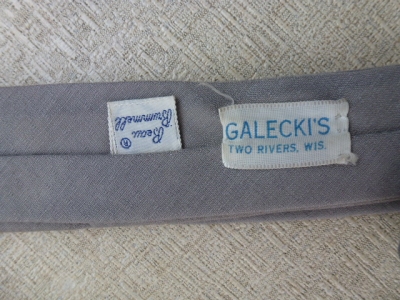 Beau
Brummell
®
GALECKI'S
TWO RIVERS, WIS.